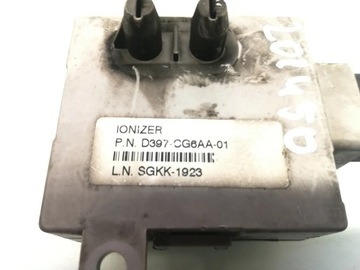 IONIZER
P.N. D397-CG6AA-01
L.N. SGKK-1923